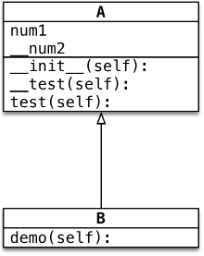 A
num1
__num2
__init__(self):
__test(self):
test(self):
B
demo(self):